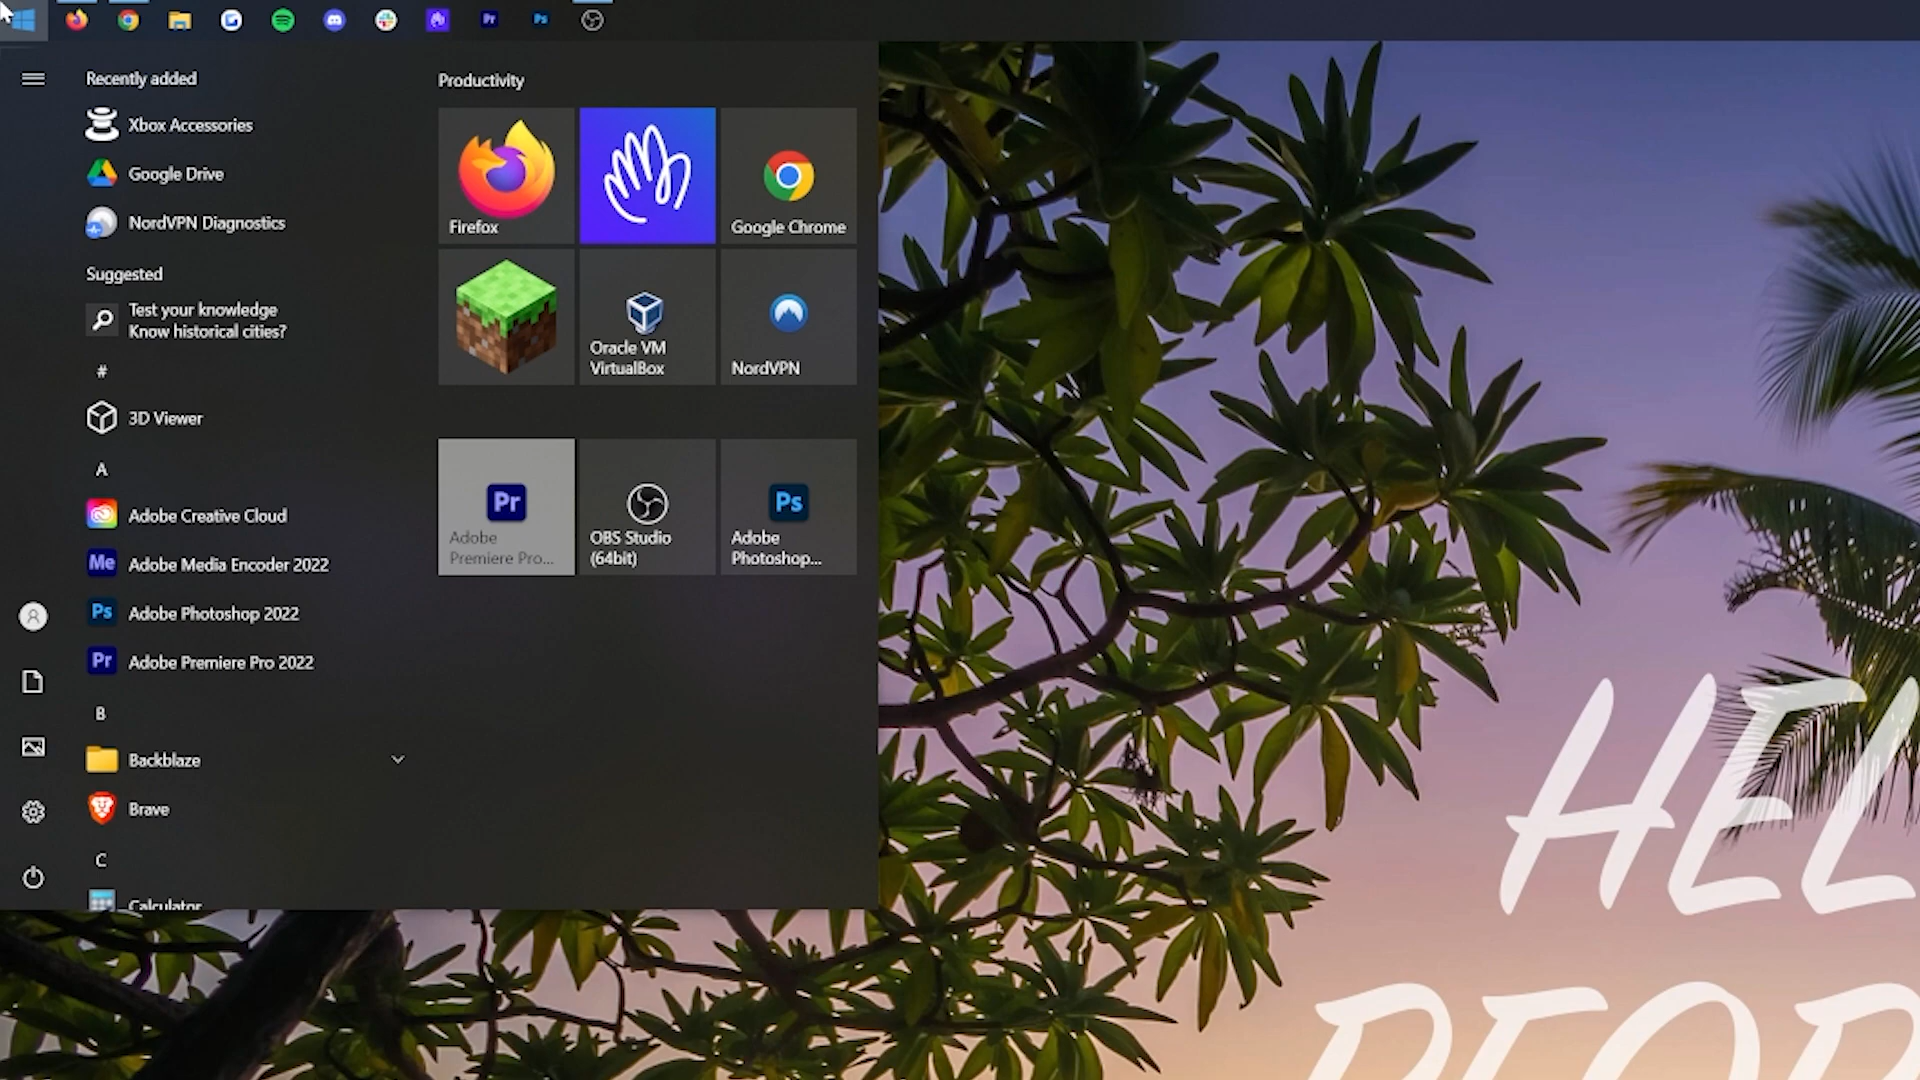 Pr
Ps
Recently added
Xbox Accessories
Google Drive
NordVPN Diagnostics
Suggested
Test your knowledge
Know historical cities?
#
3D Viewer
A
Adobe Creative Cloud
Me
Adobe Media Encoder 2022
Ps
Adobe Photoshop 2022
Pr
Adobe Premiere Pro 2022
B
Backblaze
Brave
C
Calculator
Productivity
Firefox
Google Chrome
Oracle VM
VirtualBox
NordVPN
Pr
Adobe
Premiere Pro...
OBS Studio
(64bit)
Ps
Adobe
Photoshop...
HEL